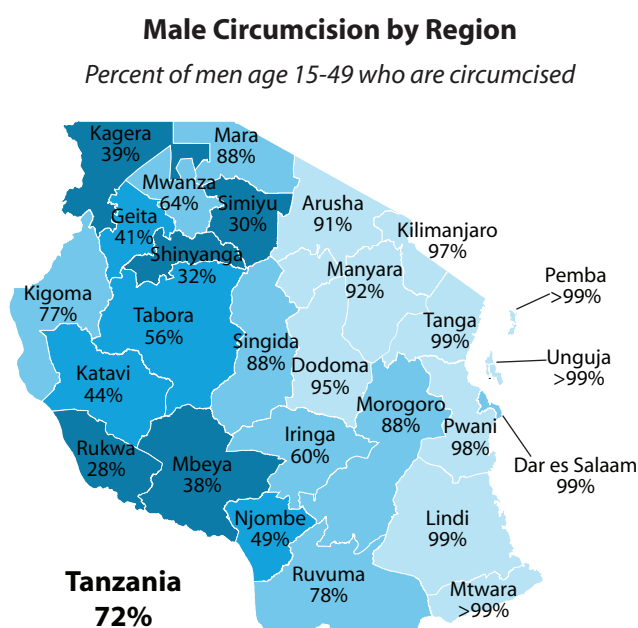 Male Circumcision by Region
Percent of men age 15-49 who are circumcised
Kagera
39%
Mara
88%
Mwanza
64%
Simiyu
30%
Geita
41%
Arusha
91%
Kilimanjaro
97%
Shinyanga
32%
Manyara
92%
Pemba
>99%
Kigoma
77%
Tabora
56%
Tanga
99%
Singida
88%
Unguja
>99%
Dodoma
95%
Katavi
44%
Morogoro
88%
Pwani
98%
Iringa
60%
Rukwa
28%
Mbeya
38%
Dar es Salaam
99%
Njombe
49%
Lindi
99%
Ruvuma
78%
Mtwara
>99%
Tanzania
72%